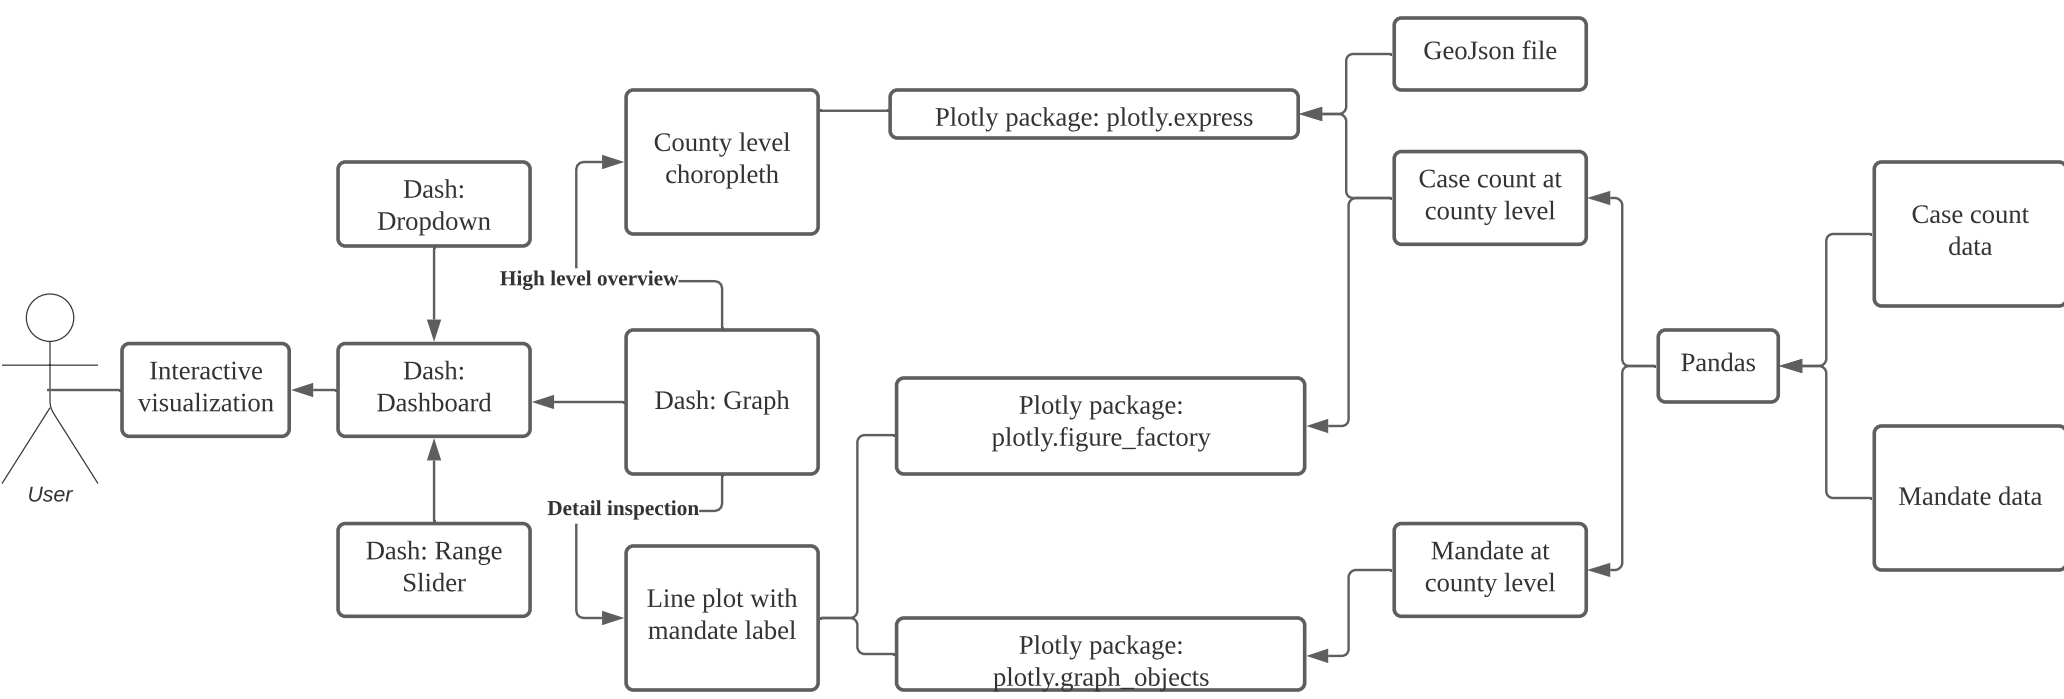 GeoJson file
Plotly package: plotly.express
County level
choropleth
Case count at
county level
Dash:
Dropdown
Case count
data
High level overview
Pandas
Interactive
visualization
Dash:
Dashboard
Dash: Graph
Plotly package:
plotly.figure_factory
User
Mandate data
Detail inspection
Dash: Range
Slider
Mandate at
county level
Line plot with
mandate label
Plotly package:
plotly.graph_objects